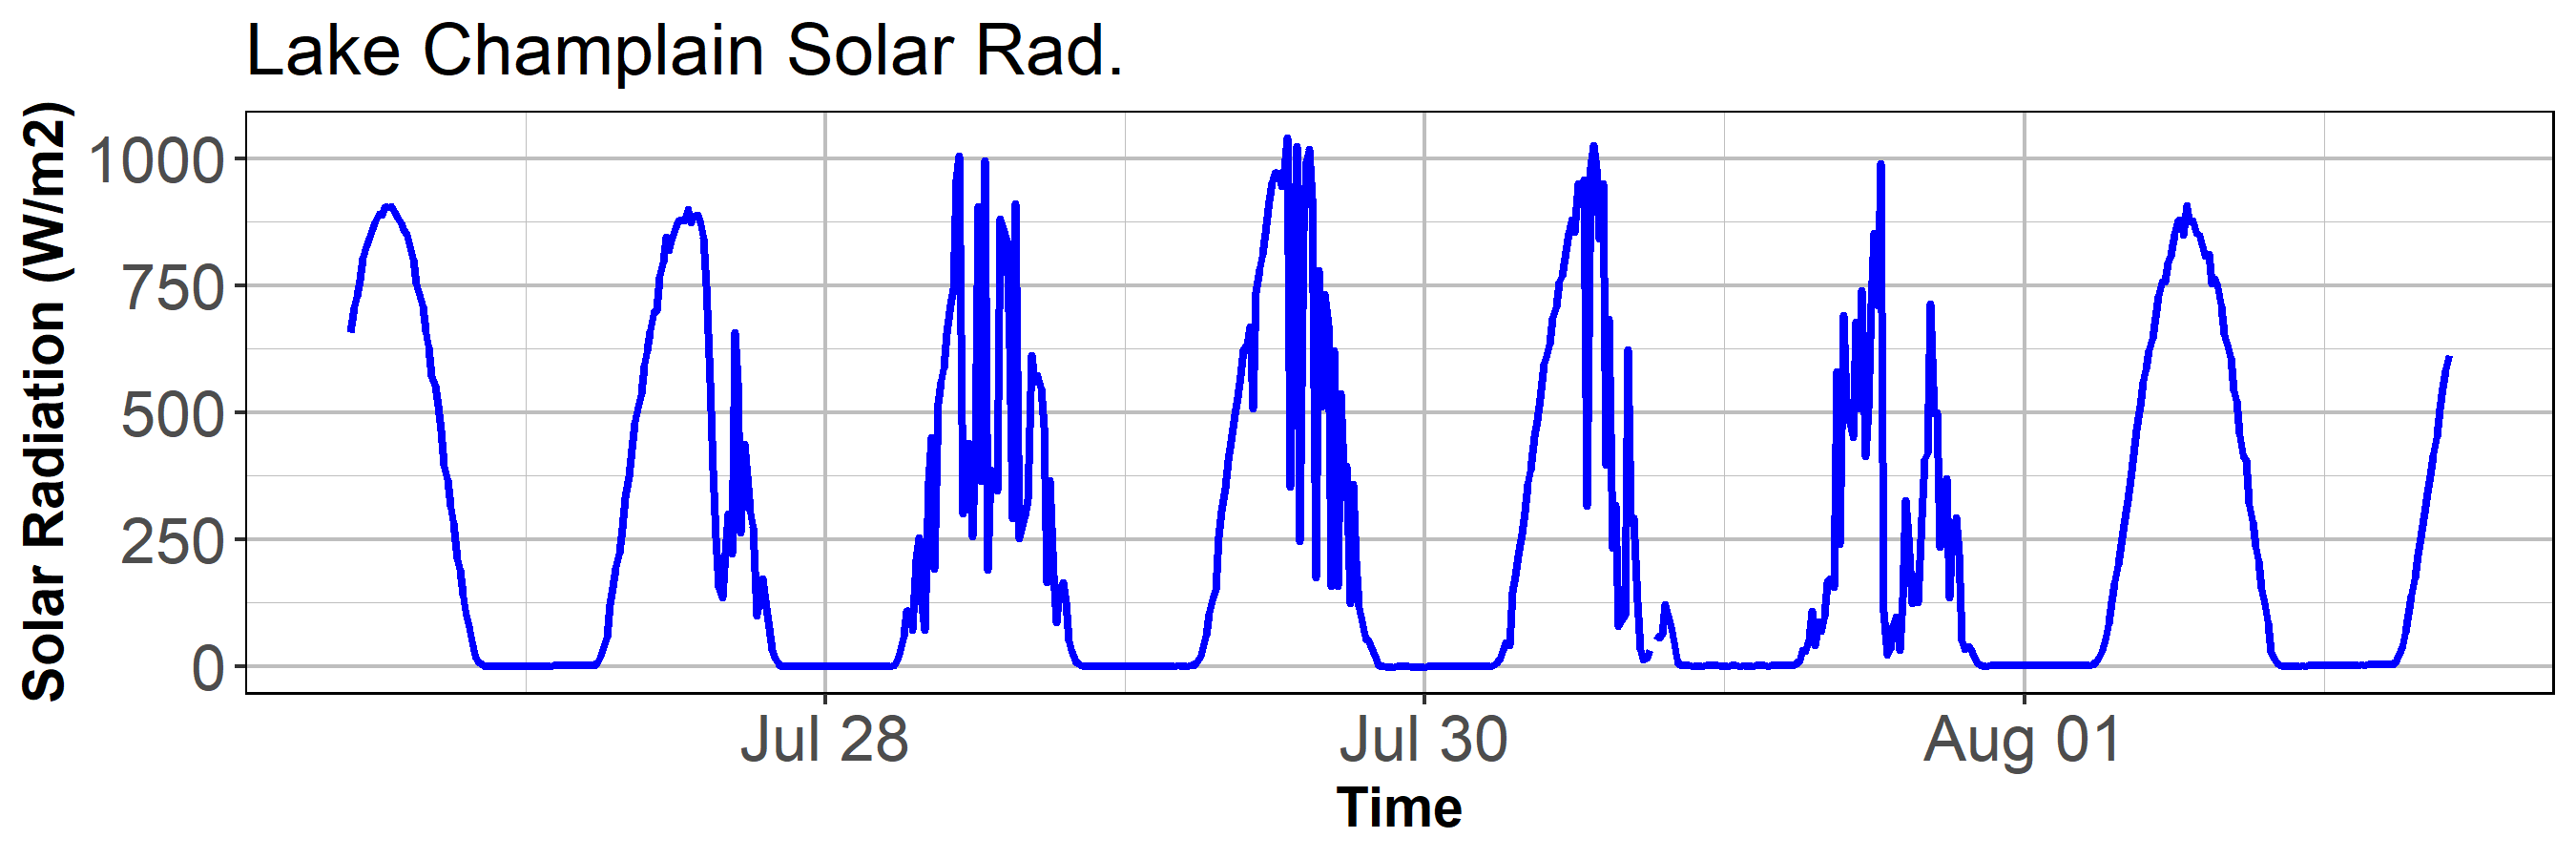 Lake Champlain Solar Rad.
Solar Radiation (W/m2)
1000
750
500
250
0
Jul 28 Jul 30 Aug 01
Time